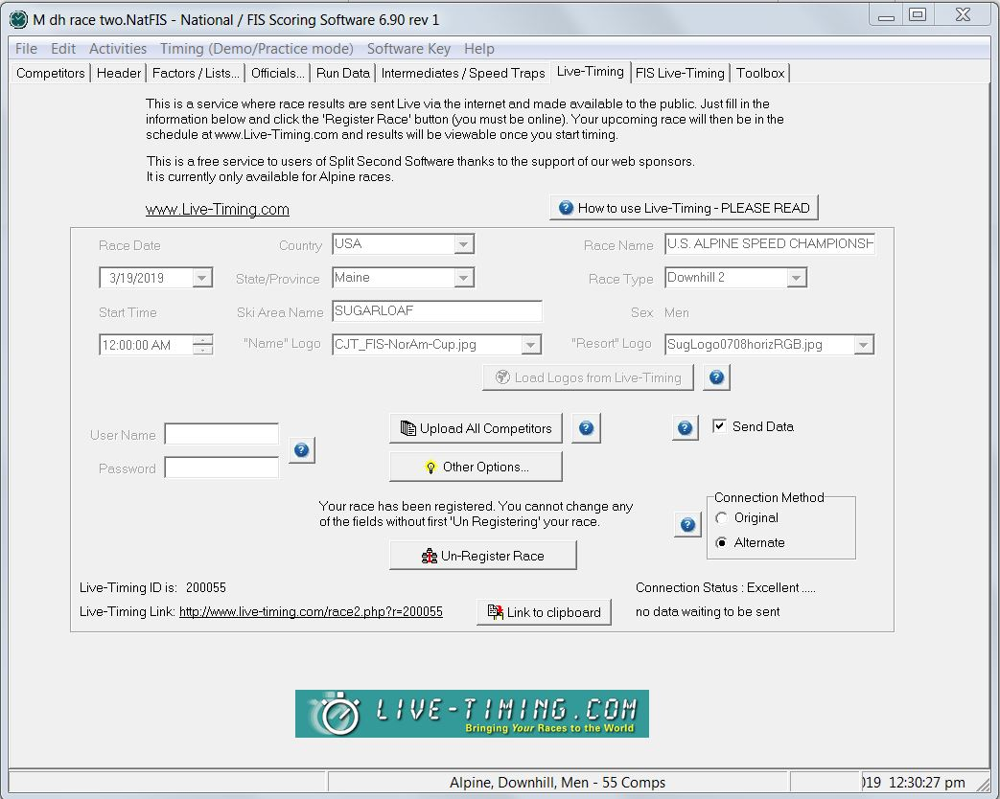 M dh race two.NatFIS - National / FIS Scoring Software 6.90 rev 1
File Edit Activities Timing (Demo/Practice mode) Software Key Help
Competitors Header Factors / Lists... Officials... Run Data Intermediates / Speed Traps Live-Timing FIS Live-Timing Toolbox
This is a service where race results are sent Live via the internet and made available to the public. Just fill in the
information below and click the 'Register Race' button (you must be online). Your upcoming race will then be in the
schedule at www.Live-Timing.com and results will be viewable once you start timing.
This is a free service to users of Split Second Software thanks to the support of our web sponsors.
It is currently only available for Alpine races.
www.Live-Timing.com
How to use Live-Timing - PLEASE READ
Race Date Country USA Race Name U.S. ALPINE SPEED CHAMPIONSH
3/19/2019 State/Province Maine Race Type Downhill 2
Start Time Ski Area Name SUGARLOAF Sex Men
12:00:00 AM "Name" Logo CJT_FIS-NorAm-Cup.jpg "Resort" Logo SugLogo0708horizRGB.jpg
Load Logos from Live-Timing ?
User Name ? Upload All Competitors ? ? Send Data
Password Other Options...
Your race has been registered. You cannot change any
of the fields without first 'Un Registering' your race.
? Connection Method
Original
Alternate
Un-Register Race
Live-Timing ID is: 200055 Connection Status : Excellent .....
Live-Timing Link: http://www.live-timing.com/race2.php?r=200055 Link to clipboard no data waiting to be sent
LIVE-TIMING.COM
Bringing Your Races to the World
Alpine, Downhill, Men - 55 Comps 019 12:30:27 pm